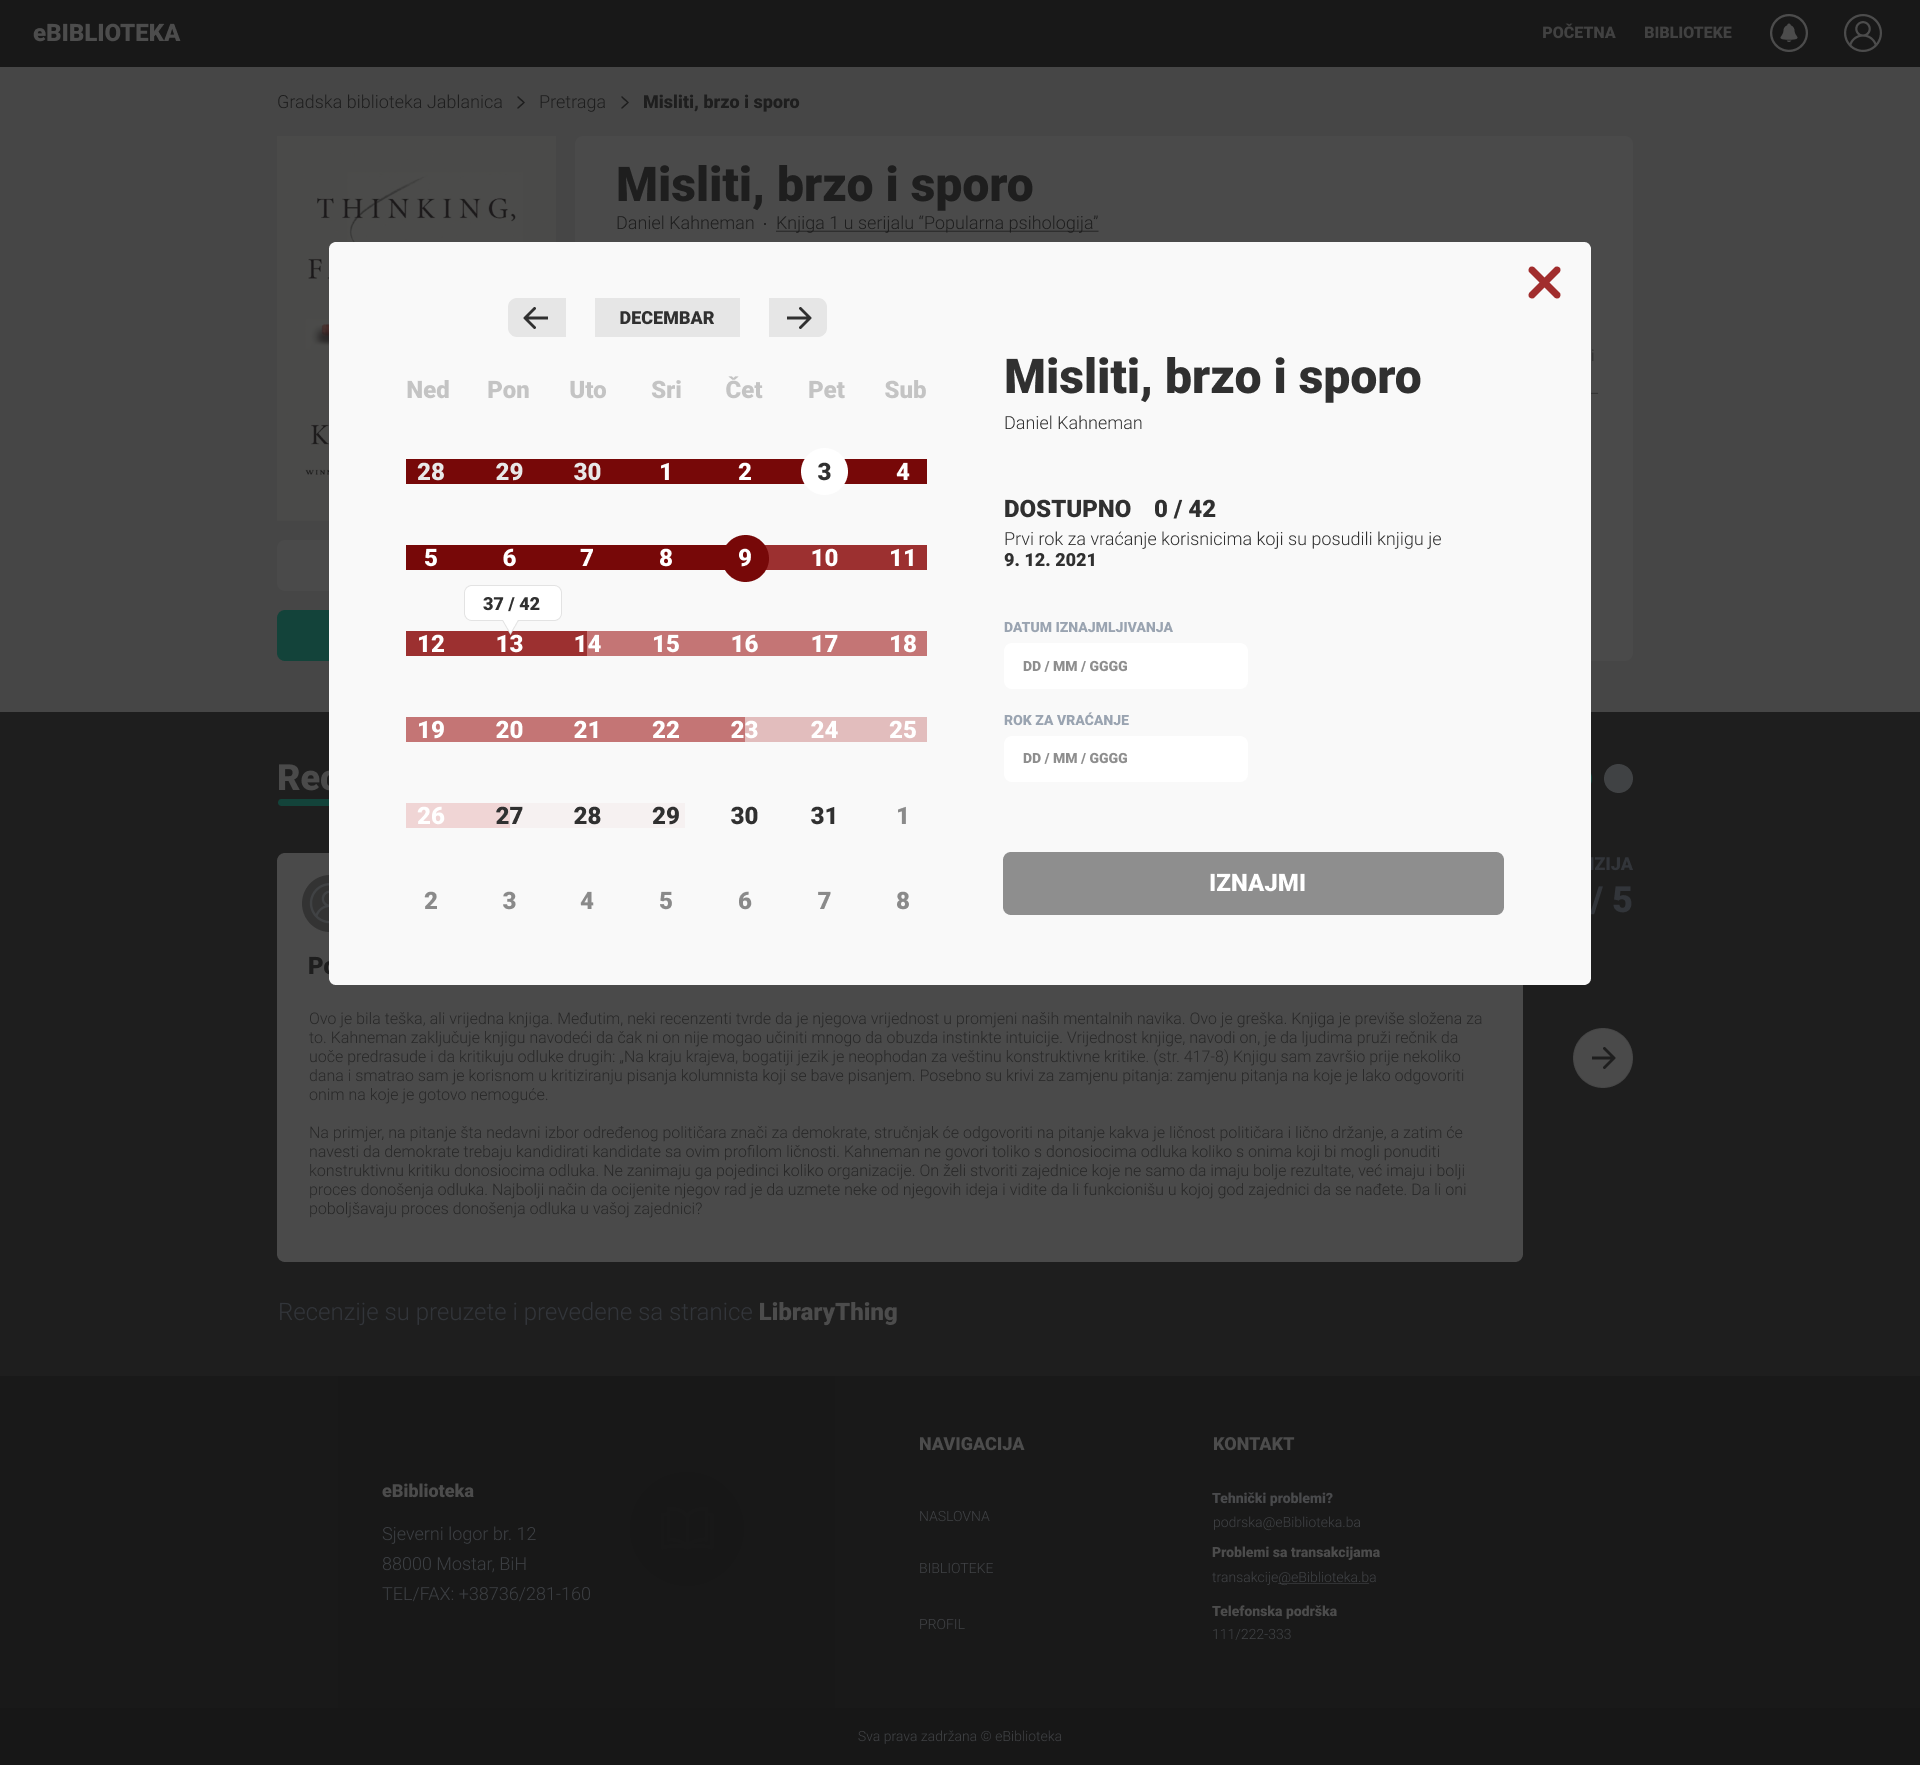 eBIBLIOTEKA
POČETNA
BIBLIOTEKE
Gradska biblioteka Jablanica
Pretraga
Misliti, brzo i sporo
THINKING,
Misliti, brzo i sporo
Daniel Kahneman · Knjiga 1 u serijalu “Popularna psihologija”
DECEMBAR
Ned Pon Uto Sri Čet Pet Sub
28 29 30 1 2 3 4
5 6 7 8 9 10 11
37 / 42
12 13 14 15 16 17 18
19 20 21 22 23 24 25
26 27 28 29 30 31 1
2 3 4 5 6 7 8
Misliti, brzo i sporo
Daniel Kahneman
DOSTUPNO 0 / 42
Prvi rok za vraćanje korisnicima koji su posudili knjigu je
9. 12. 2021
DATUM IZNAJMLJIVANJA
DD / MM / GGGG
ROK ZA VRAĆANJE
DD / MM / GGGG
IZNAJMI
/ 5
Ovo je bila teška, ali vrijedna knjiga. Međutim, neki recenzenti tvrde da je njegova vrijednost u promjeni naših mentalnih navika. Ovo je greška. Knjiga je previše složena za
to. Kahneman zaključuje knjigu navodeći da čak ni on nije mogao učiniti mnogo da obuzda instinkte intuicije. Vrijednost knjige, navodi on, je da ljudima pruži rečnik da
uoče predrasude i da kritikuju odluke drugih: „Na kraju krajeva, bogatiji jezik je neophodan za veštinu konstruktivne kritike. (str. 417-8) Knjigu sam završio prije nekoliko
dana i smatrao sam je korisnom u kritiziranju pisanja kolumnista koji se bave pisanjem. Posebno su krivi za zamjenu pitanja: zamjenu pitanja na koje je lako odgovoriti
onim na koje je gotovo nemoguće.
Na primjer, na pitanje šta nedavni izbor određenog političara znači za demokrate, stručnjak će odgovoriti na pitanje kakva je ličnost političara i lično držanje, a zatim će
navesti da demokrate trebaju kandidirati kandidate sa ovim profilom ličnosti. Kahneman ne govori toliko s donosiocima odluka koliko s onima koji bi mogli ponuditi
konstruktivnu kritiku donosiocima odluka. Ne zanimaju ga pojedinci koliko organizacije. On želi stvoriti zajednice koje ne samo da imaju bolje rezultate, već imaju i bolji
proces donošenja odluka. Najbolji način da ocijenite njegov rad je da uzmete neke od njegovih ideja i vidite da li funkcionišu u kojoj god zajednici da se nađete. Da li oni
poboljšavaju proces donošenja odluka u vašoj zajednici?
Recenzije su preuzete i prevedene sa stranice LibraryThing
eBiblioteka
Sjeverni logor br. 12
88000 Mostar, BiH
TEL/FAX: +38736/281-160
NAVIGACIJA
NASLOVNA
BIBLIOTEKE
PROFIL
KONTAKT
Tehnički problemi?
podrska@eBiblioteka.ba
Problemi sa transakcijama
transakcije@eBiblioteka.ba
Telefonska podrška
111/222-333
Sva prava zadržana © eBiblioteka